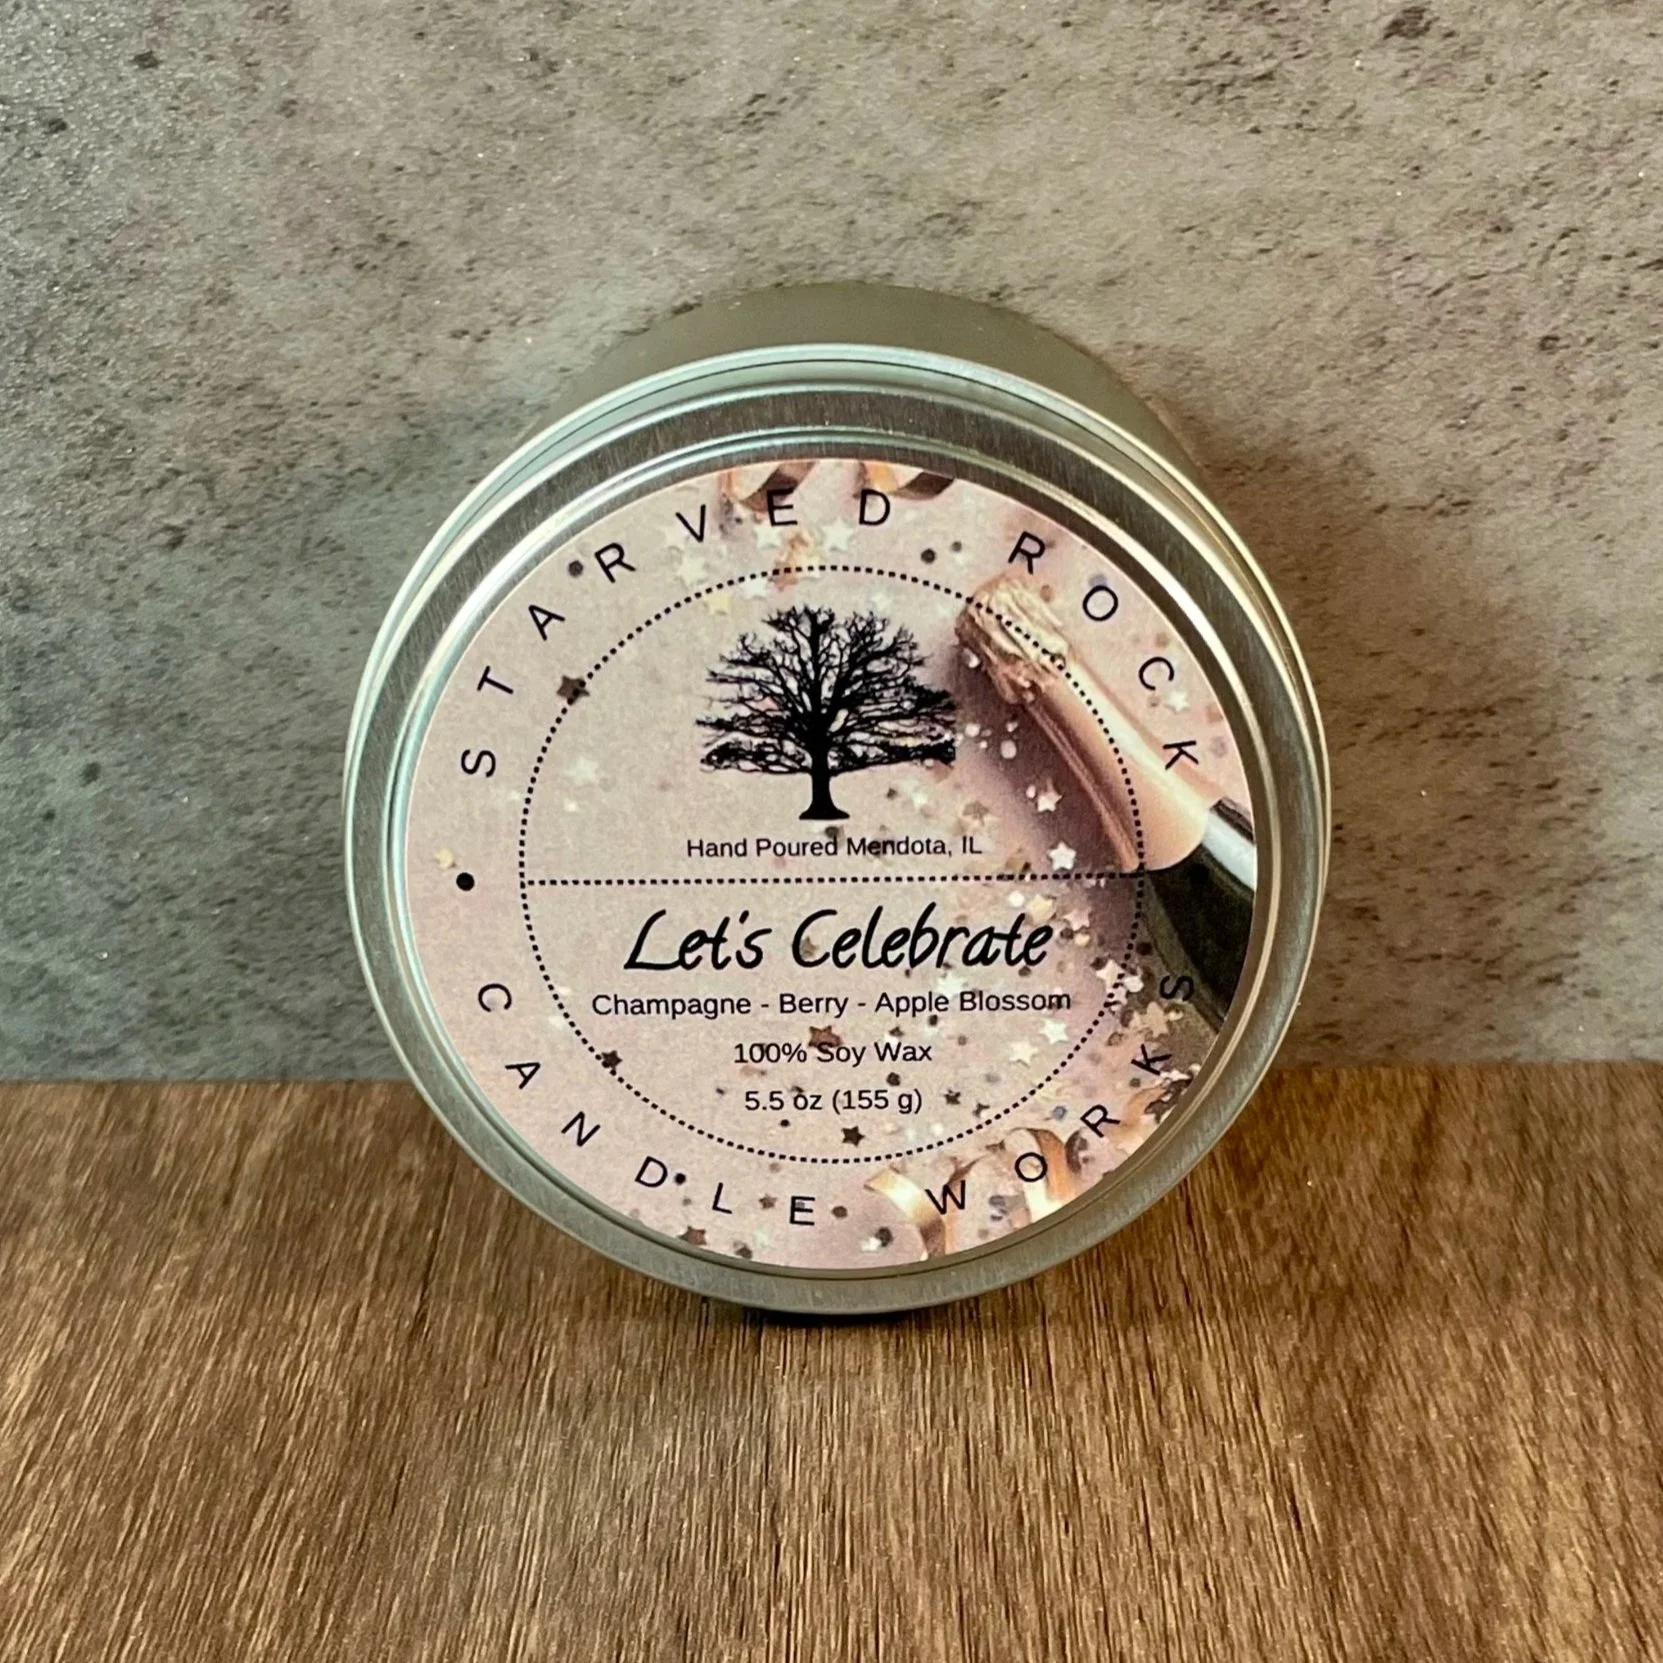 STARVED ROCK
Hand Poured Mendota, IL
Let's Celebrate
Champagne - Berry - Apple Blossom
100% Soy Wax
5.5 oz (155 g)
CANDLE WORKS